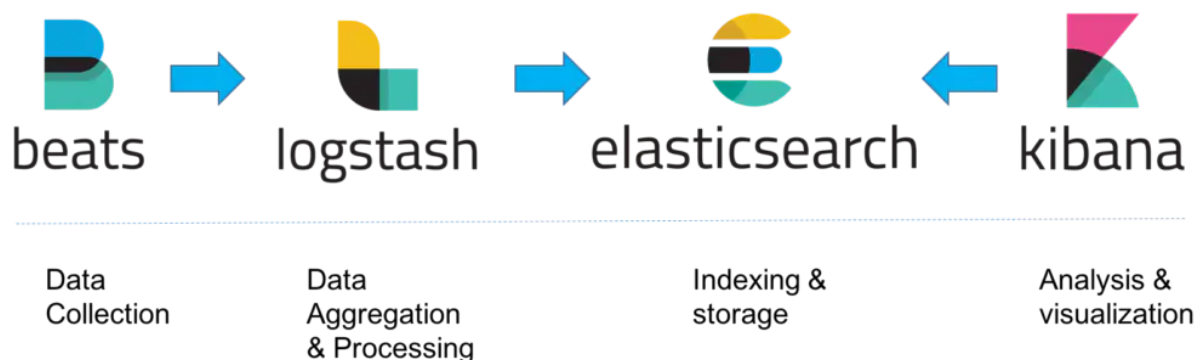 beats
logstash
elasticsearch
kibana
Data
Collection
Data
Aggregation
& Processing
Indexing &
storage
Analysis &
visualization